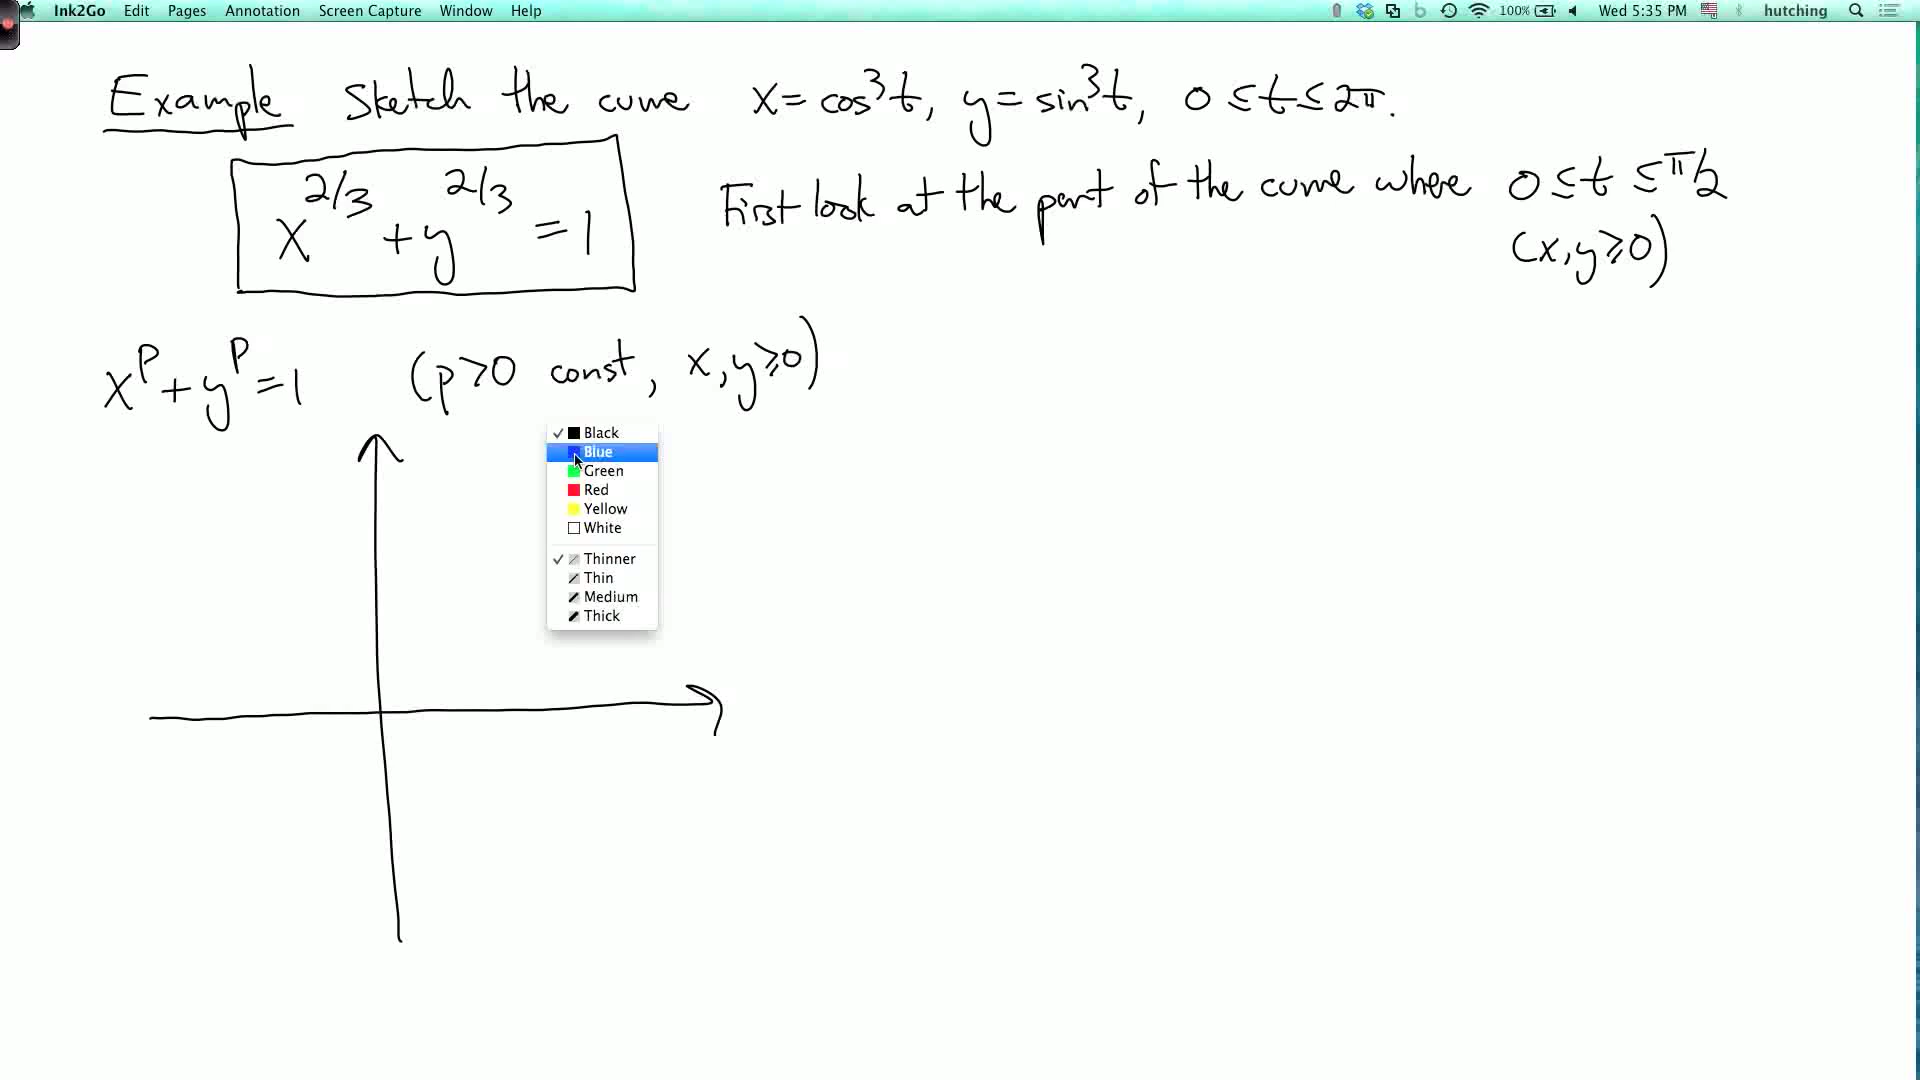 Ink2Go Edit Pages Annotation Screen Capture Window Help 100% Wed 5:35 PM hutching
Example Sketch the curve x = cos³t, y = sin³t, 0 ≤ t ≤ 2π.
x^{2/3} + y^{2/3} = 1
First look at the part of the curve where 0 ≤ t ≤ π/2
(x, y ≥ 0)
x^p + y^p = 1 (p > 0 const, x, y ≥ 0)
Black
Blue
Green
Red
Yellow
White
Thinner
Thin
Medium
Thick